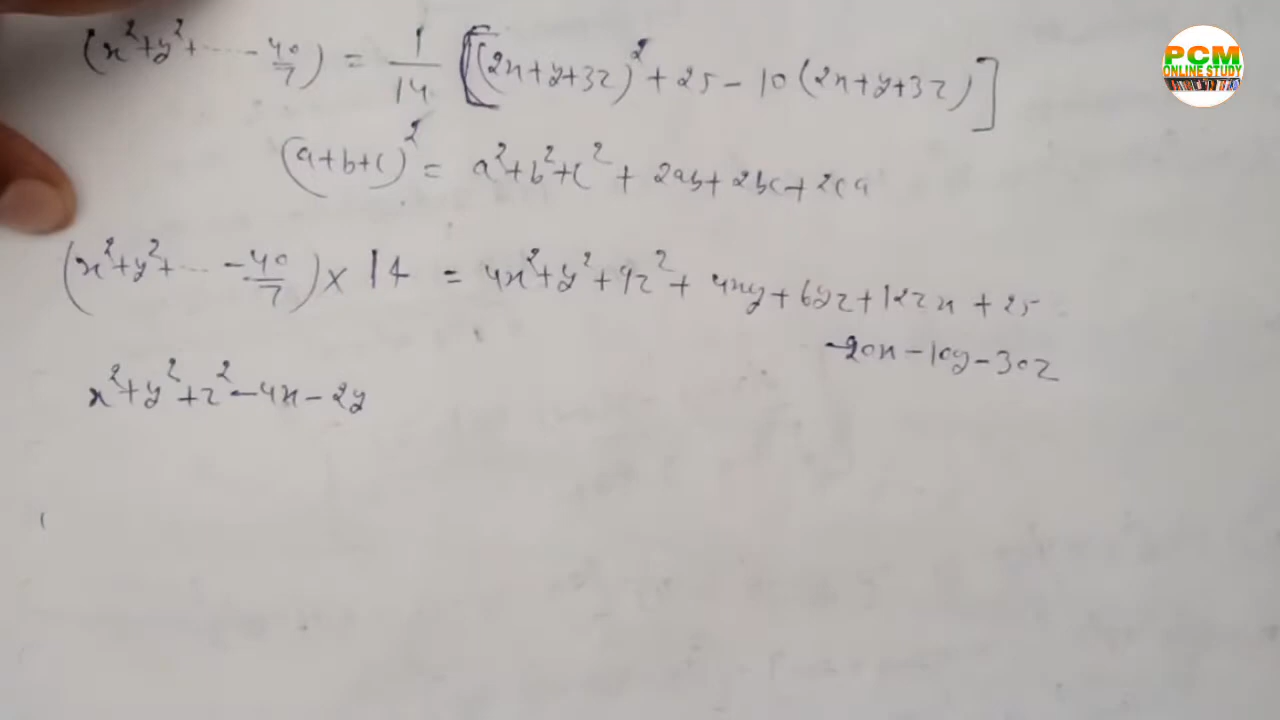 (x²+y²+ ---- - 40/7) = 1/14 [(2x+y+3z)² + 25 - 10(2x+y+3z)]
(a+b+c)² = a²+b²+c² + 2ab+2bc+2ca
(x²+y²+ ---- - 40/7) × 14 = 4x²+y²+9z² + 4xy+6yz+12zx + 25
-20x-10y-30z
x²+y²+z²-4x-2y
PCM
ONLINE STUDY